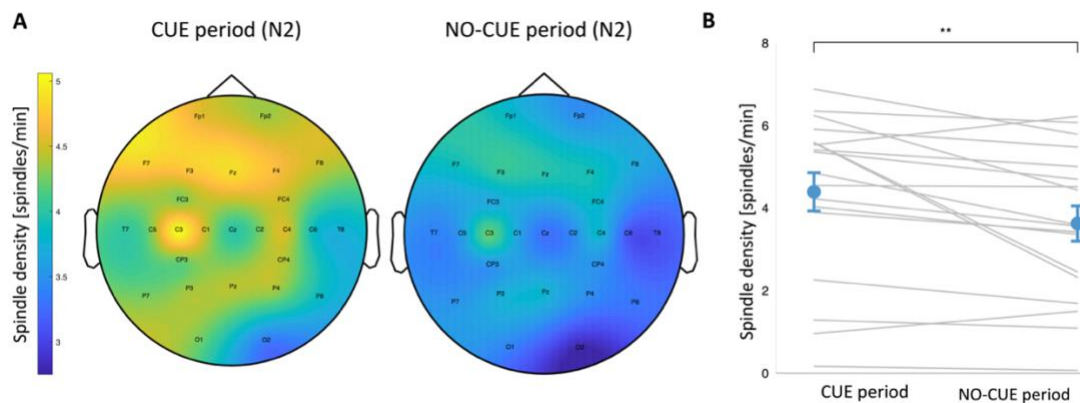 A
CUE period (N2)
NO-CUE period (N2)
B
Spindle density [spindles/min]
5
4.5
4
3.5
3
Fp1 Fp2
F7 F3 Fz F4 F8
FC3 FC4
T7 C5 C3 C1 Cz C2 C4 C6 T8
CP3 CP4
P7 P3 Pz P4 P8
O1 O2
Fp1 Fp2
F7 F3 Fz F4 F8
FC3 FC4
T7 C5 C3 C1 Cz C2 C4 C6 T8
CP3 CP4
P7 P3 Pz P4 P8
O1 O2
Spindle density [spindles/min]
8
6
4
2
0
**
CUE period
NO-CUE period